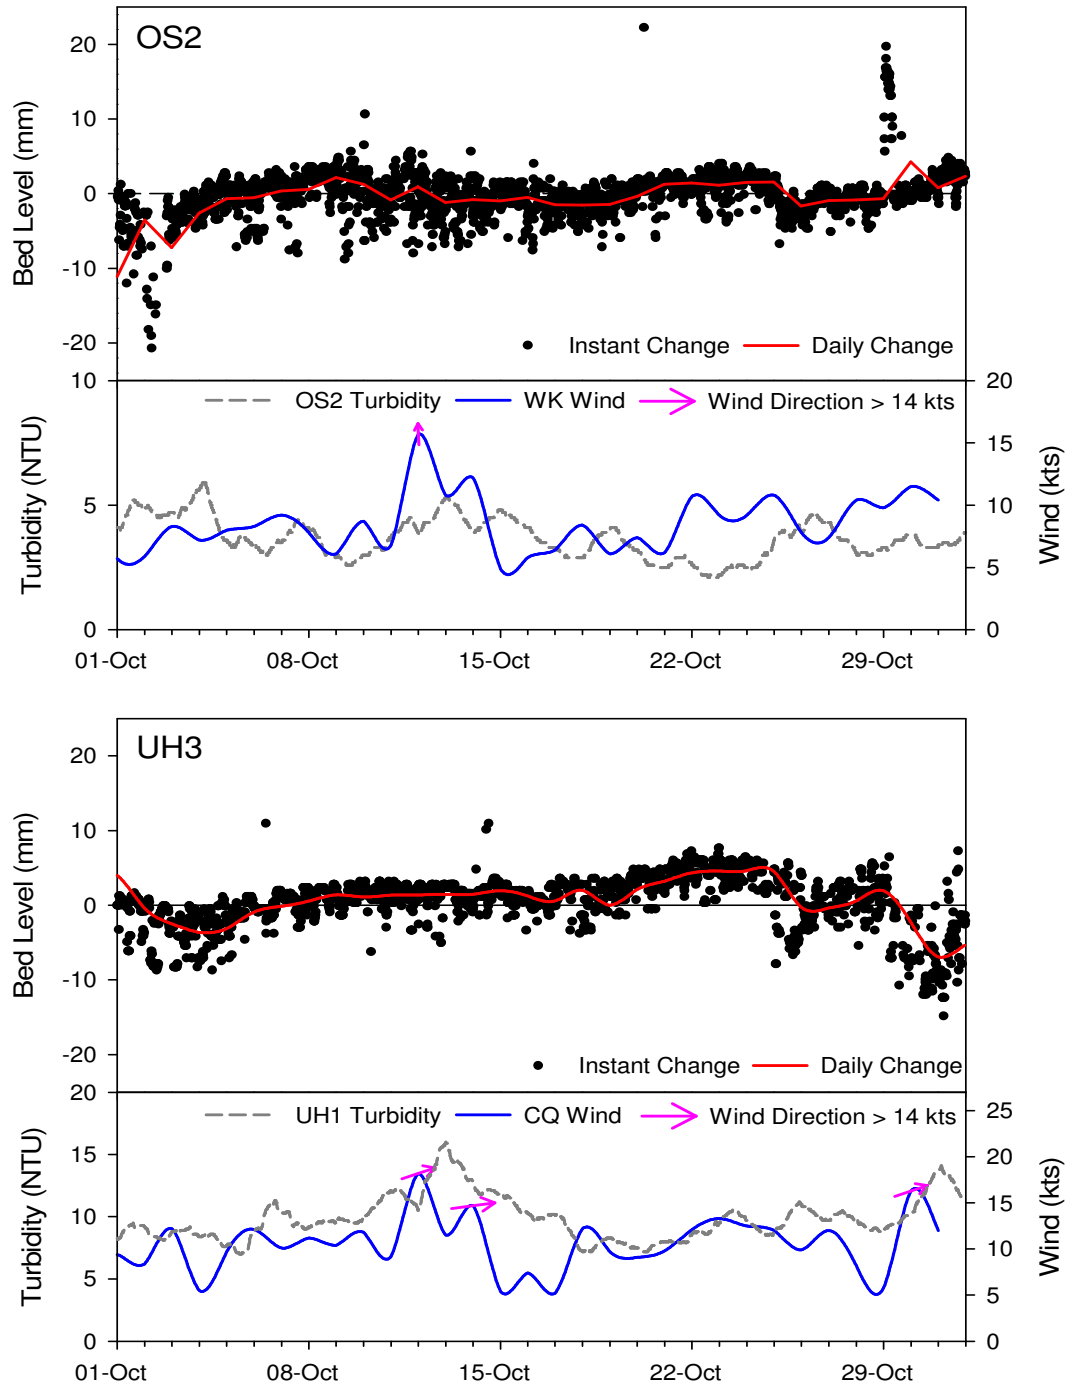 OS2
20
10
0
-10
-20
Bed Level (mm)
Instant Change Daily Change
10
5
0
Turbidity (NTU)
OS2 Turbidity WK Wind Wind Direction > 14 kts
20
15
10
5
0
Wind (kts)
01-Oct 08-Oct 15-Oct 22-Oct 29-Oct
UH3
20
10
0
-10
-20
Bed Level (mm)
Instant Change Daily Change
20
15
10
5
0
Turbidity (NTU)
UH1 Turbidity CQ Wind Wind Direction > 14 kts
25
20
15
10
5
0
Wind (kts)
01-Oct 08-Oct 15-Oct 22-Oct 29-Oct